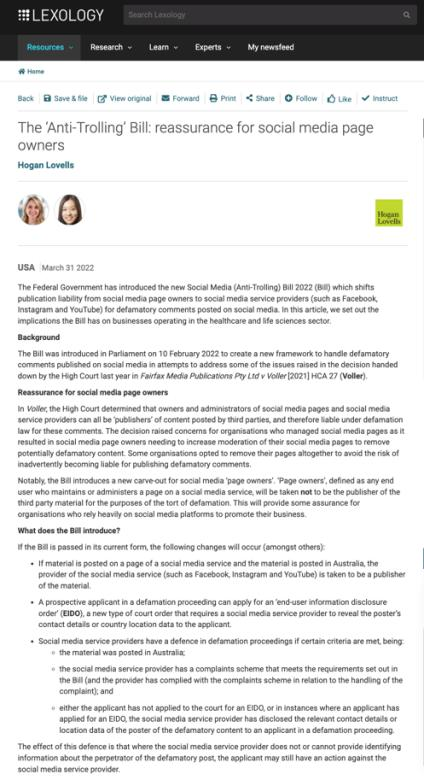 LEXOLOGY
Search Lexology
Resources Research Learn Experts My newsfeed
Home
Back Save & file View original Forward Print Share Follow Like Instruct
The 'Anti-Trolling' Bill: reassurance for social media page
owners
Hogan Lovells
Hogan
Lovells
USA March 31 2022
The Federal Government has introduced the new Social Media (Anti-Trolling) Bill 2022 (Bill) which shifts
publication liability from social media page owners to social media service providers (such as Facebook,
Instagram and YouTube) for defamatory comments posted on social media. In this article, we set out the
implications the Bill has on businesses operating in the healthcare and life sciences sector.
Background
The Bill was introduced in Parliament on 10 February 2022 to create a new framework to handle defamatory
comments published on social media in attempts to address some of the issues raised in the decision handed
down by the High Court last year in Fairfax Media Publications Pty Ltd v Voller [2021] HCA 27 (Voller).
Reassurance for social media page owners
In Voller, the High Court determined that owners and administrators of social media pages and social media
service providers can all be 'publishers' of content posted by third parties, and therefore liable under defamation
law for these comments. The decision raised concerns for organisations who managed social media pages as it
resulted in social media page owners needing to increase moderation of their social media pages to remove
potentially defamatory content. Some organisations opted to remove their pages altogether to avoid the risk of
inadvertently becoming liable for publishing defamatory comments.
Notably, the Bill introduces a new carve-out for social media 'page owners'. 'Page owners', defined as any end
user who maintains or administers a page on a social media service, will be taken not to be the publisher of the
third party material for the purposes of the tort of defamation. This will provide some assurance for
organisations who rely heavily on social media platforms to promote their business.
What does the Bill introduce?
If the Bill is passed in its current form, the following changes will occur (amongst others):
• If material is posted on a page of a social media service and the material is posted in Australia, the
provider of the social media service (such as Facebook, Instagram and YouTube) is taken to be a publisher
of the material.
• A prospective applicant in a defamation proceeding can apply for an 'end-user information disclosure
order' (EIDO), a new type of court order that requires a social media service provider to reveal the poster's
contact details or country location data to the applicant.
• Social media service providers have a defence in defamation proceedings if certain criteria are met, being:
○ the material was posted in Australia;
○ the social media service provider has a complaints scheme that meets the requirements set out in
the Bill (and the provider has complied with the complaints scheme in relation to the handling of the
complaint); and
○ either the applicant has not applied to the court for an EIDO, or in instances where an applicant has
applied for an EIDO, the social media service provider has disclosed the relevant contact details or
location data of the poster of the defamatory content to an applicant in a defamation proceeding.
The effect of this defence is that where the social media service provider does not or cannot provide identifying
information about the perpetrator of the defamatory post, the applicant may still have an action against the
social media service provider.